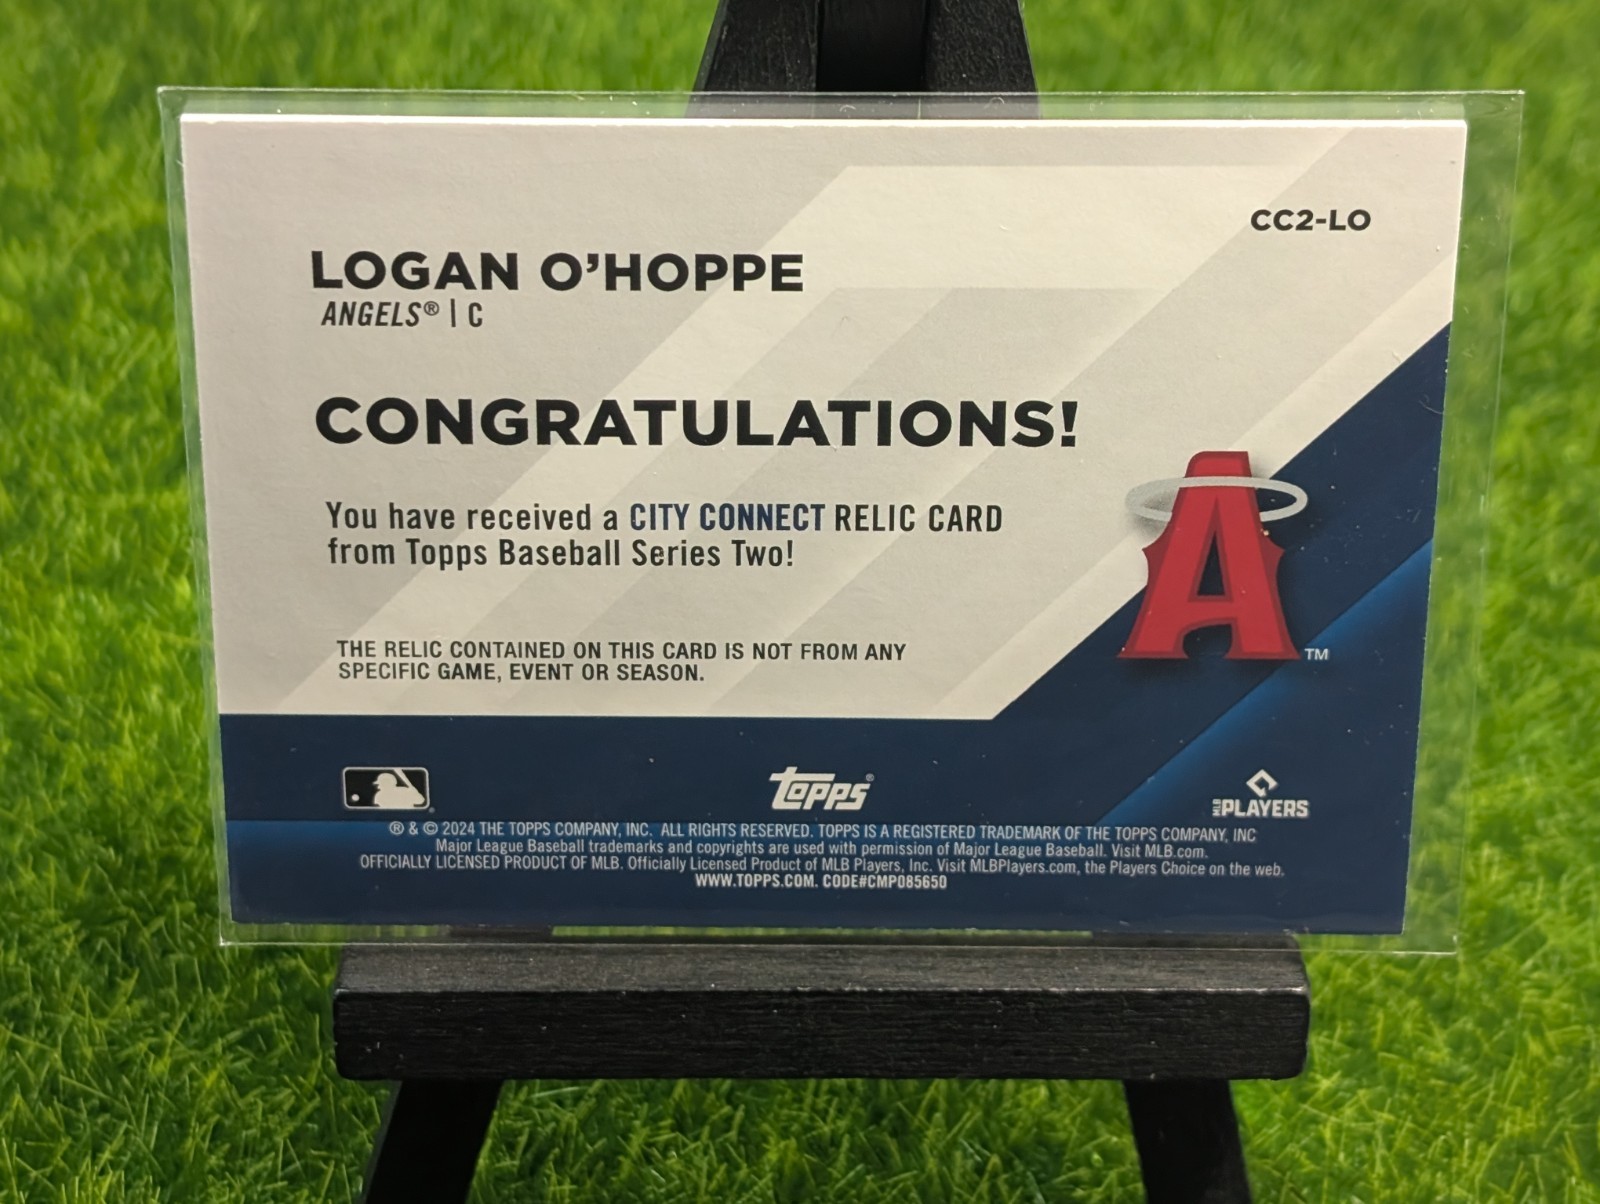 CC2-LO
LOGAN O'HOPPE
ANGELS® | C
CONGRATULATIONS!
You have received a CITY CONNECT RELIC CARD
from Topps Baseball Series Two!
THE RELIC CONTAINED ON THIS CARD IS NOT FROM ANY
SPECIFIC GAME, EVENT OR SEASON.
A
TM
Topps®
MLB PLAYERS
® & © 2024 THE TOPPS COMPANY, INC. ALL RIGHTS RESERVED. TOPPS IS A REGISTERED TRADEMARK OF THE TOPPS COMPANY, INC
Major League Baseball trademarks and copyrights are used with permission of Major League Baseball. Visit MLB.com.
OFFICIALLY LICENSED PRODUCT OF MLB. Officially Licensed Product of MLB Players, Inc. Visit MLBPlayers.com, the Players Choice on the web.
WWW.TOPPS.COM. CODE#CMP085650